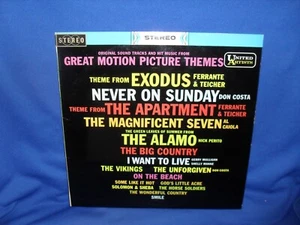 STEREO
STEREO
UNITED
ARTISTS
ORIGINAL SOUND TRACKS AND HIT MUSIC FROM
GREAT MOTION PICTURE THEMES
THEME FROM EXODUS FERRANTE & TEICHER
NEVER ON SUNDAY DON COSTA
THEME FROM THE APARTMENT FERRANTE & TEICHER
THE MAGNIFICENT SEVEN AL CAIOLA
THE GREEN LEAVES OF SUMMER FROM
THE ALAMO NICK PERITO
THE BIG COUNTRY
I WANT TO LIVE GERRY MULLIGAN SHELLY MANNE
THE VIKINGS THE UNFORGIVEN DON COSTA
ON THE BEACH
SOME LIKE IT HOT GOD'S LITTLE ACRE
SOLOMON & SHEBA THE HORSE SOLDIERS
THE WONDERFUL COUNTRY
SMILE